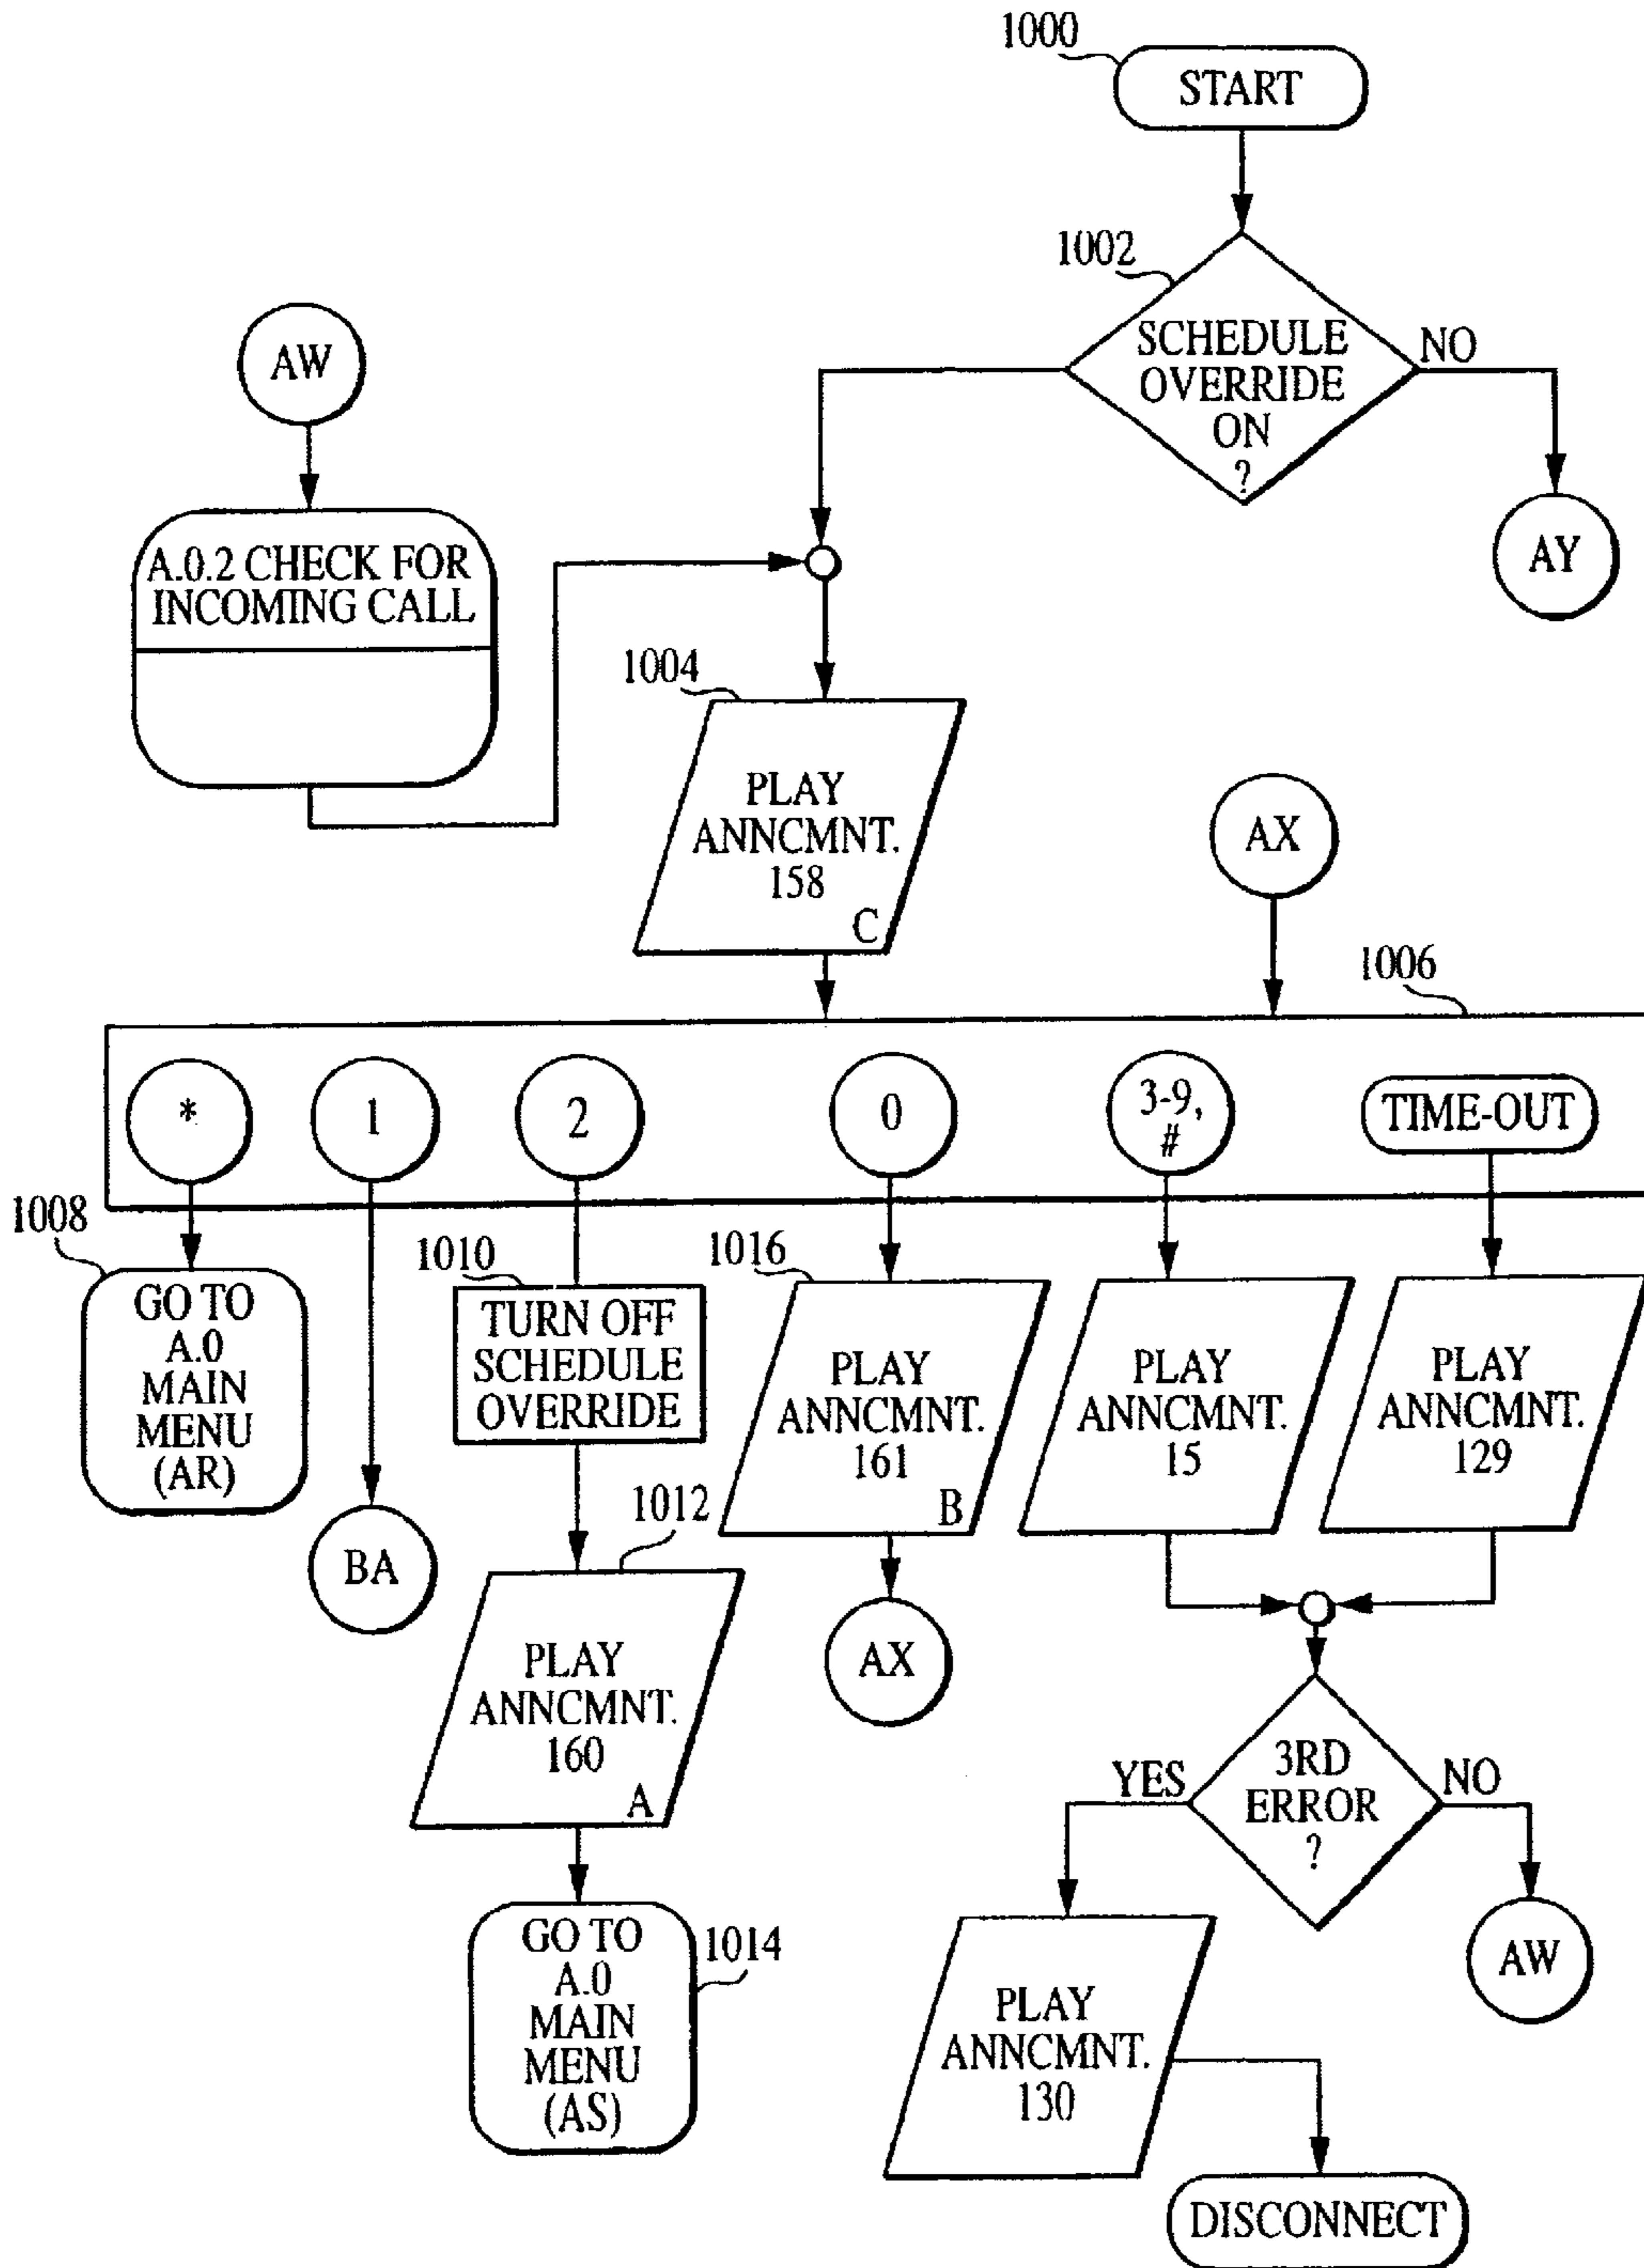 1000
START
1002
SCHEDULE
OVERRIDE
ON
?
NO
AW
AY
A.0.2 CHECK FOR
INCOMING CALL
1004
PLAY
ANNCMNT.
158
C
AX
1006
*
1
2
0
3-9,
#
TIME-OUT
1008
GO TO
A.0
MAIN
MENU
(AR)
BA
1010
TURN OFF
SCHEDULE
OVERRIDE
1012
PLAY
ANNCMNT.
160
A
GO TO
A.0
MAIN
MENU
(AS)
1014
1016
PLAY
ANNCMNT.
161
B
AX
PLAY
ANNCMNT.
15
PLAY
ANNCMNT.
129
3RD
ERROR
?
YES
NO
AW
PLAY
ANNCMNT.
130
DISCONNECT